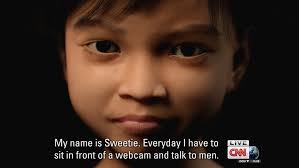 My name is Sweetie. Everyday I have to
sit in front of a webcam and talk to men.
LIVE
CNN